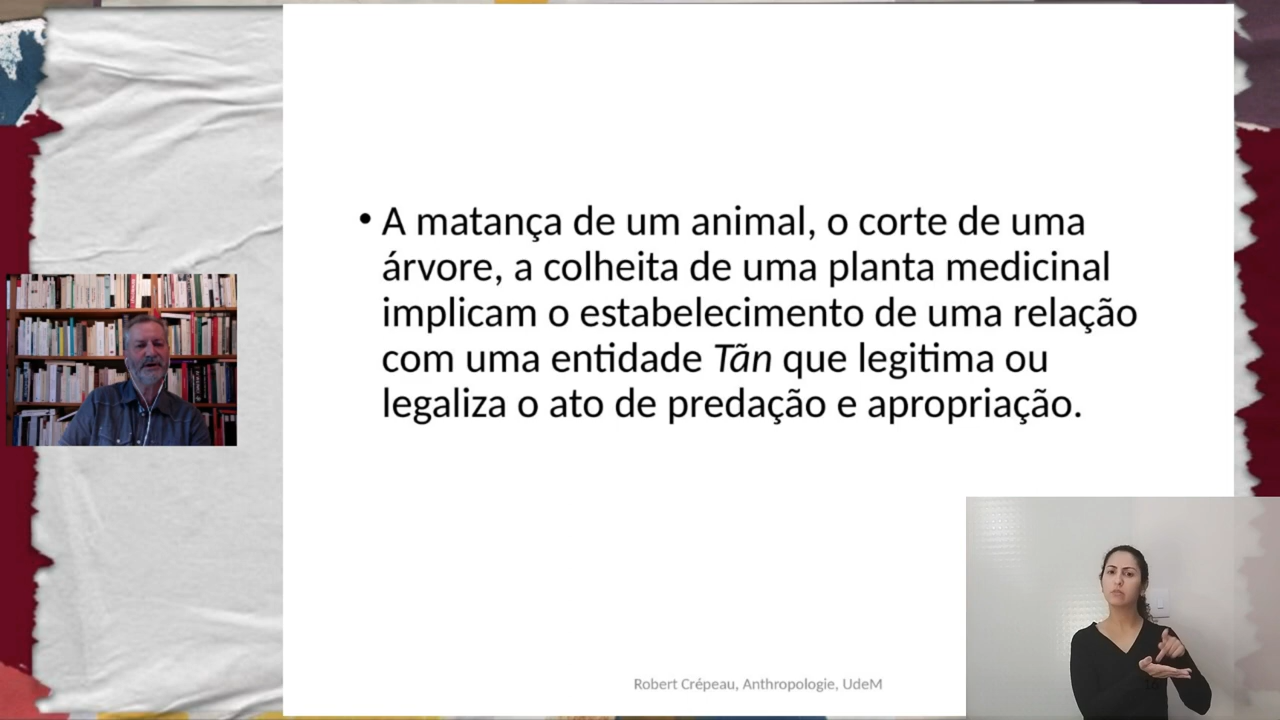 • A matança de um animal, o corte de uma
árvore, a colheita de uma planta medicinal
implicam o estabelecimento de uma relação
com uma entidade Tãn que legitima ou
legaliza o ato de predação e apropriação.
Robert Crépeau, Anthropologie, UdeM